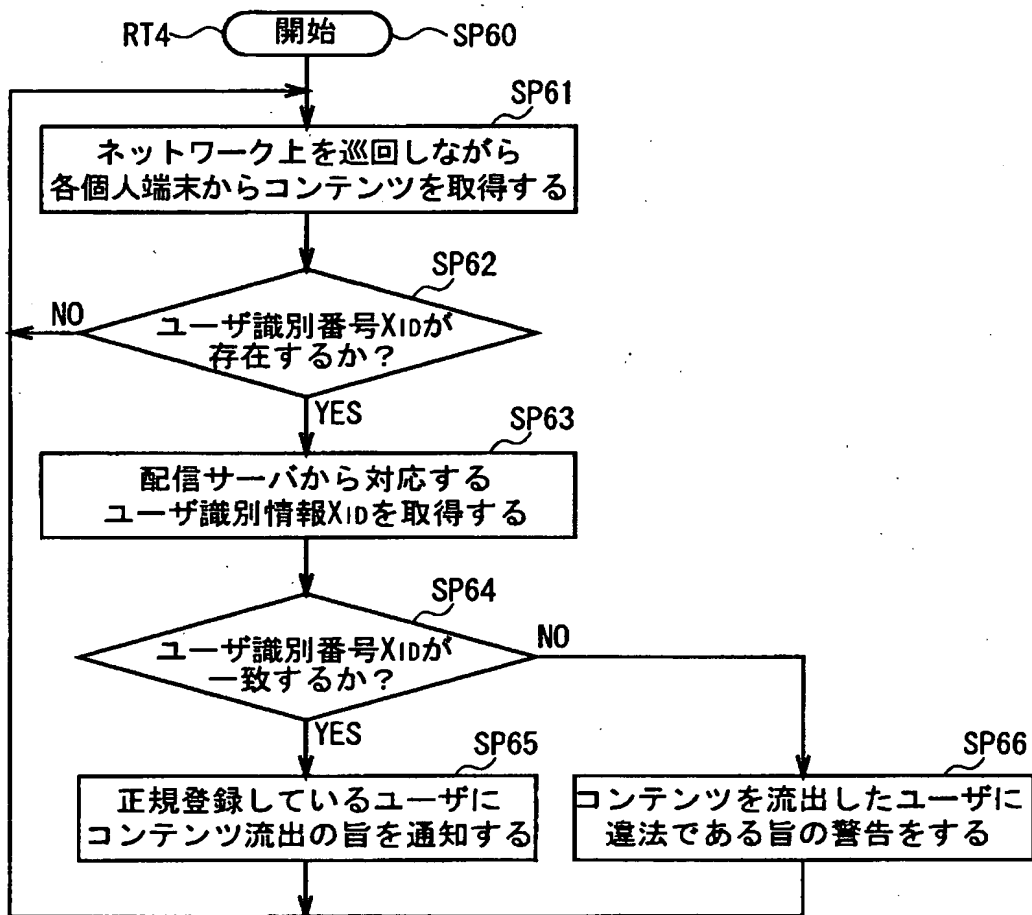 RT4
開始
SP60
SP61
ネットワーク上を巡回しながら
各個人端末からコンテンツを取得する
SP62
NO
ユーザ識別番号XIDが
存在するか?
YES
SP63
配信サーバから対応する
ユーザ識別情報XIDを取得する
SP64
ユーザ識別番号XIDが
一致するか?
NO
YES
SP65
正規登録しているユーザに
コンテンツ流出の旨を通知する
SP66
コンテンツを流出したユーザに
違法である旨の警告をする